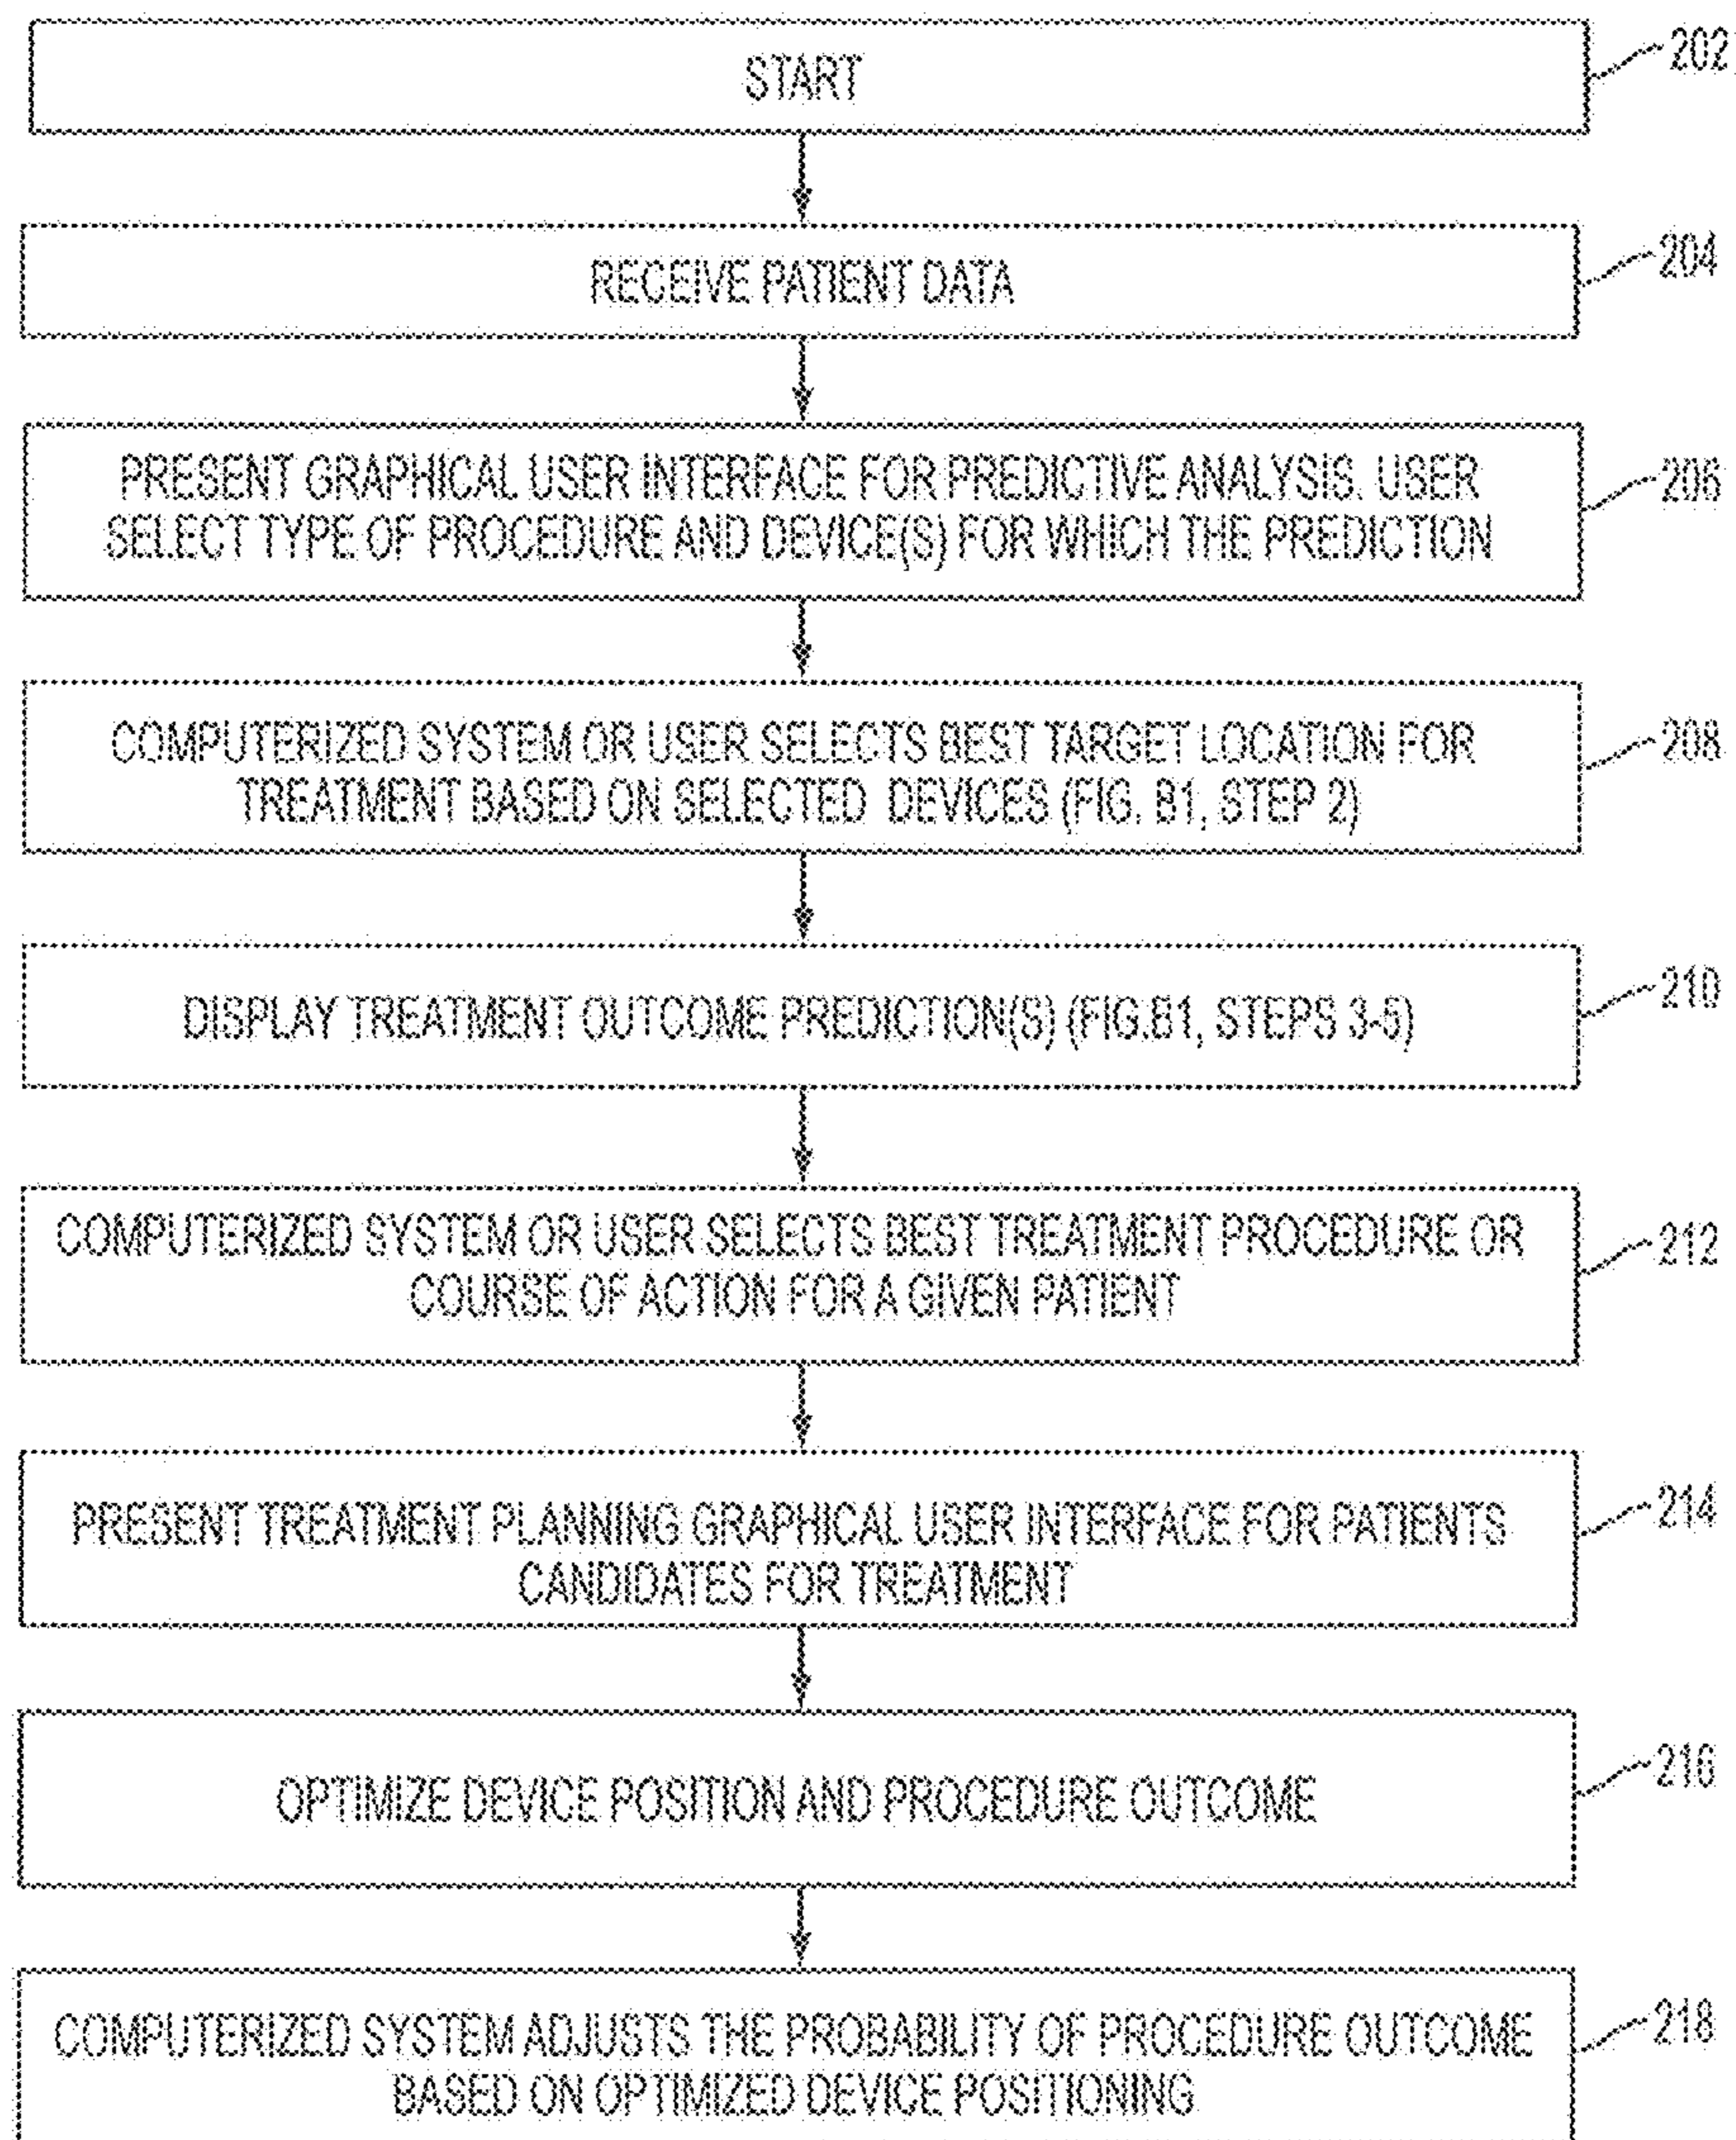 START
202
RECEIVE PATIENT DATA
204
PRESENT GRAPHICAL USER INTERFACE FOR PREDICTIVE ANALYSIS. USER
SELECT TYPE OF PROCEDURE AND DEVICE(S) FOR WHICH THE PREDICTION
206
COMPUTERIZED SYSTEM OR USER SELECTS BEST TARGET LOCATION FOR
TREATMENT BASED ON SELECTED DEVICES (FIG. B1, STEP 2)
208
DISPLAY TREATMENT OUTCOME PREDICTION(S) (FIG.B1, STEPS 3-5)
210
COMPUTERIZED SYSTEM OR USER SELECTS BEST TREATMENT PROCEDURE OR
COURSE OF ACTION FOR A GIVEN PATIENT
212
PRESENT TREATMENT PLANNING GRAPHICAL USER INTERFACE FOR PATIENTS
CANDIDATES FOR TREATMENT
214
OPTIMIZE DEVICE POSITION AND PROCEDURE OUTCOME
216
COMPUTERIZED SYSTEM ADJUSTS THE PROBABILITY OF PROCEDURE OUTCOME
BASED ON OPTIMIZED DEVICE POSITIONING
218